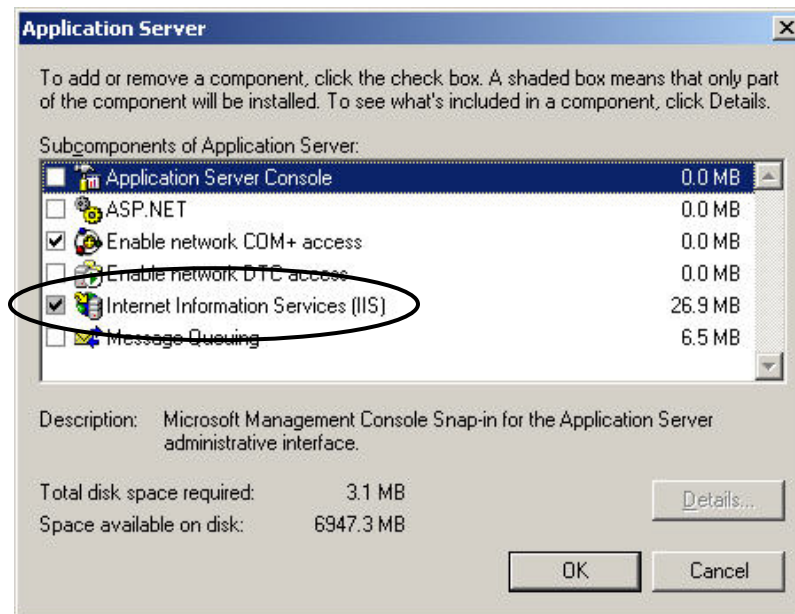 Application Server
To add or remove a component, click the check box. A shaded box means that only part
of the component will be installed. To see what's included in a component, click Details.
Subcomponents of Application Server:
Application Server Console 0.0 MB
ASP.NET 0.0 MB
Enable network COM+ access 0.0 MB
Enable network DTC access 0.0 MB
Internet Information Services (IIS) 26.9 MB
Message Queuing 6.5 MB
Description: Microsoft Management Console Snap-in for the Application Server
administrative interface.
Total disk space required: 3.1 MB
Space available on disk: 6947.3 MB
Details...
OK Cancel